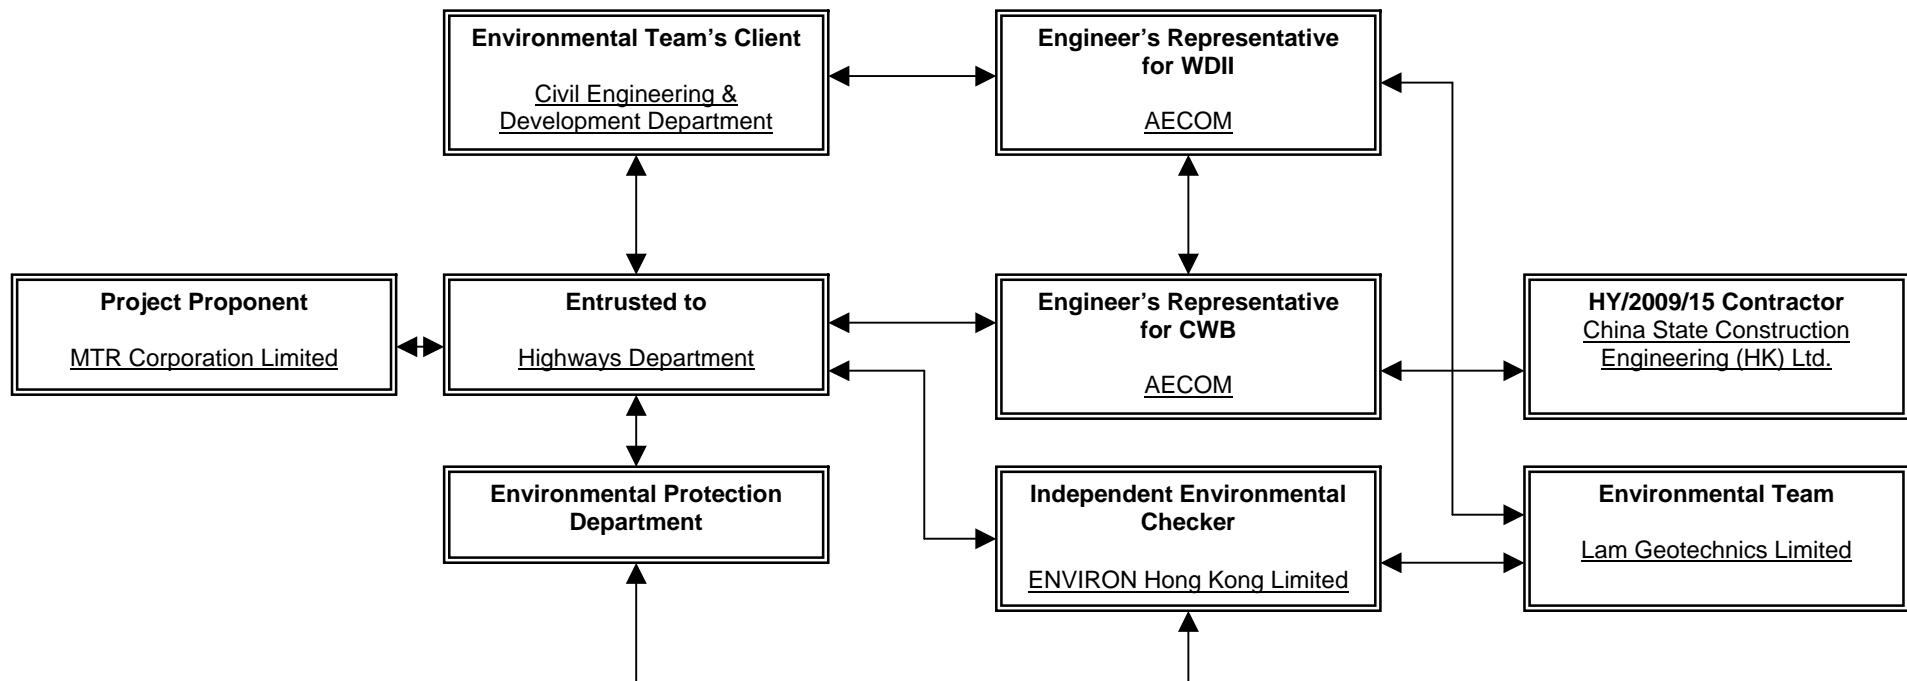 Environmental Team’s Client
Civil Engineering &
Development Department
Engineer’s Representative
for WDII
AECOM
Project Proponent
MTR Corporation Limited
Entrusted to
Highways Department
Engineer’s Representative
for CWB
AECOM
HY/2009/15 Contractor
China State Construction
Engineering (HK) Ltd.
Environmental Protection
Department
Independent Environmental
Checker
ENVIRON Hong Kong Limited
Environmental Team
Lam Geotechnics Limited